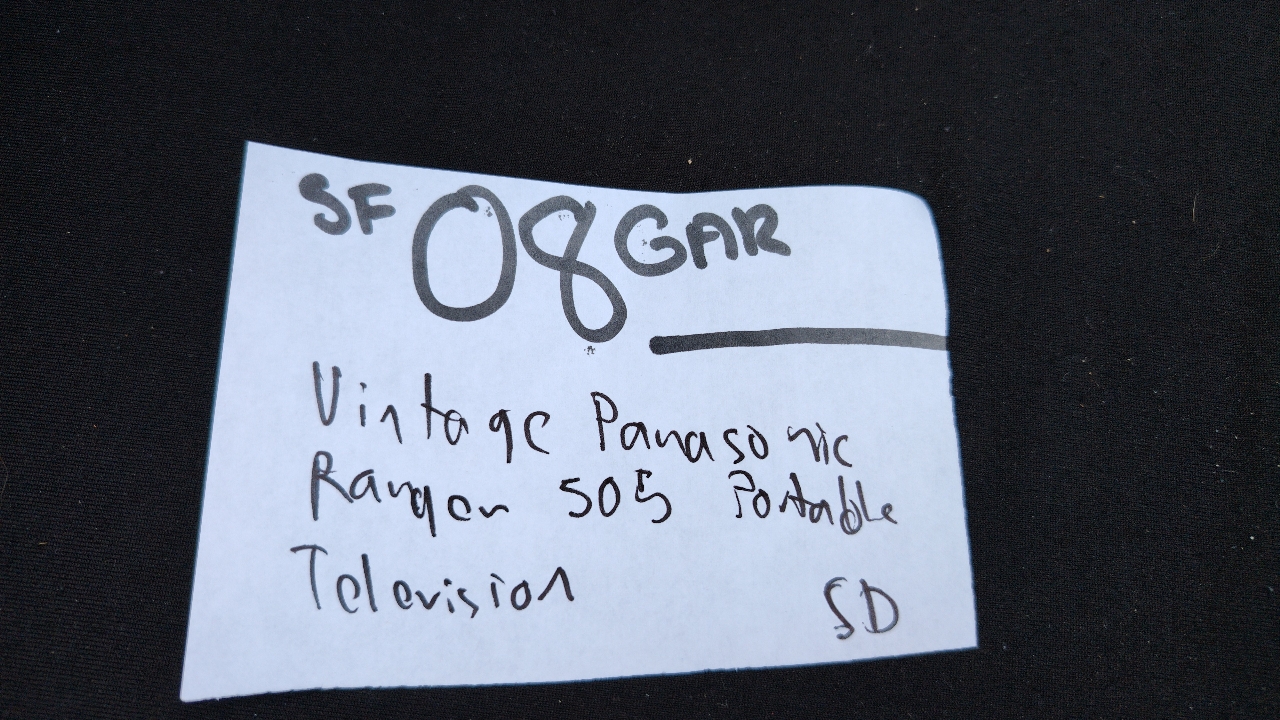 SF 08 GAR
Vintage Panasonic
Ranger 505 Portable
Television SD